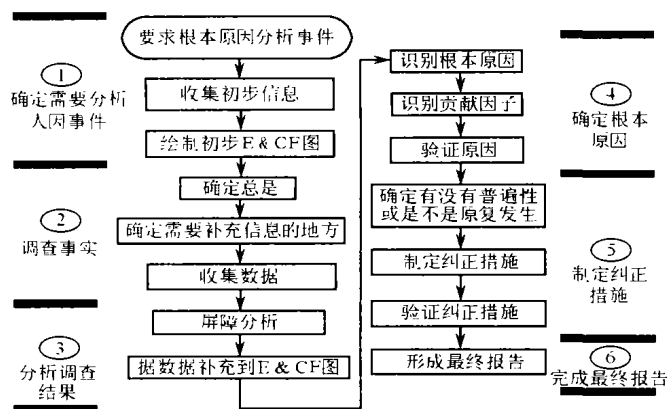 要求根本原因分析事件
1
确定需要分析
人因事件
收集初步信息
绘制初步E & CF图
确定总是
2
调查事实
确定需要补充信息的地方
收集数据
屏障分析
3
分析调查
结果
据数据补充到E & CF图
识别根本原因
识别贡献因子
验证原因
4
确定根本
原因
确定有没有普遍性
或是不是原复发生
制定纠正措施
5
制定纠正
措施
验证纠正措施
形成最终报告
6
完成最终报告